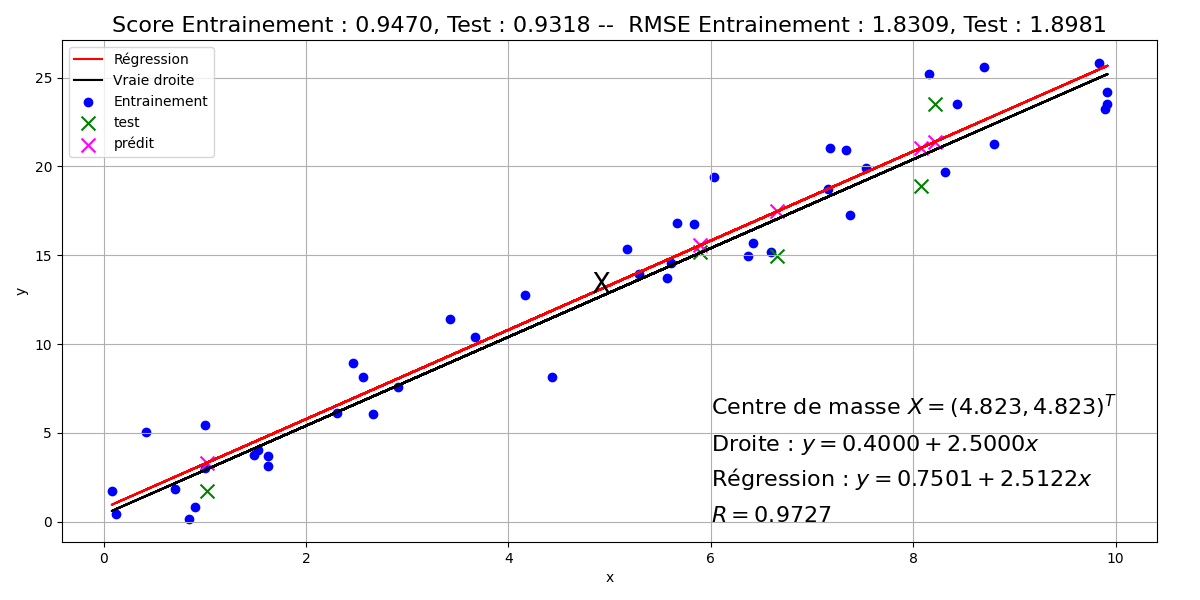 Score Entrainement : 0.9470, Test : 0.9318 -- RMSE Entrainement : 1.8309, Test : 1.8981
Régression
Vraie droite
Entrainement
test
prédit
25
20
15
10
5
0
y
X
Centre de masse X = (4.823, 4.823)^T
Droite : y = 0.4000 + 2.5000x
Régression : y = 0.7501 + 2.5122x
R = 0.9727
0 2 4 6 8 10
x